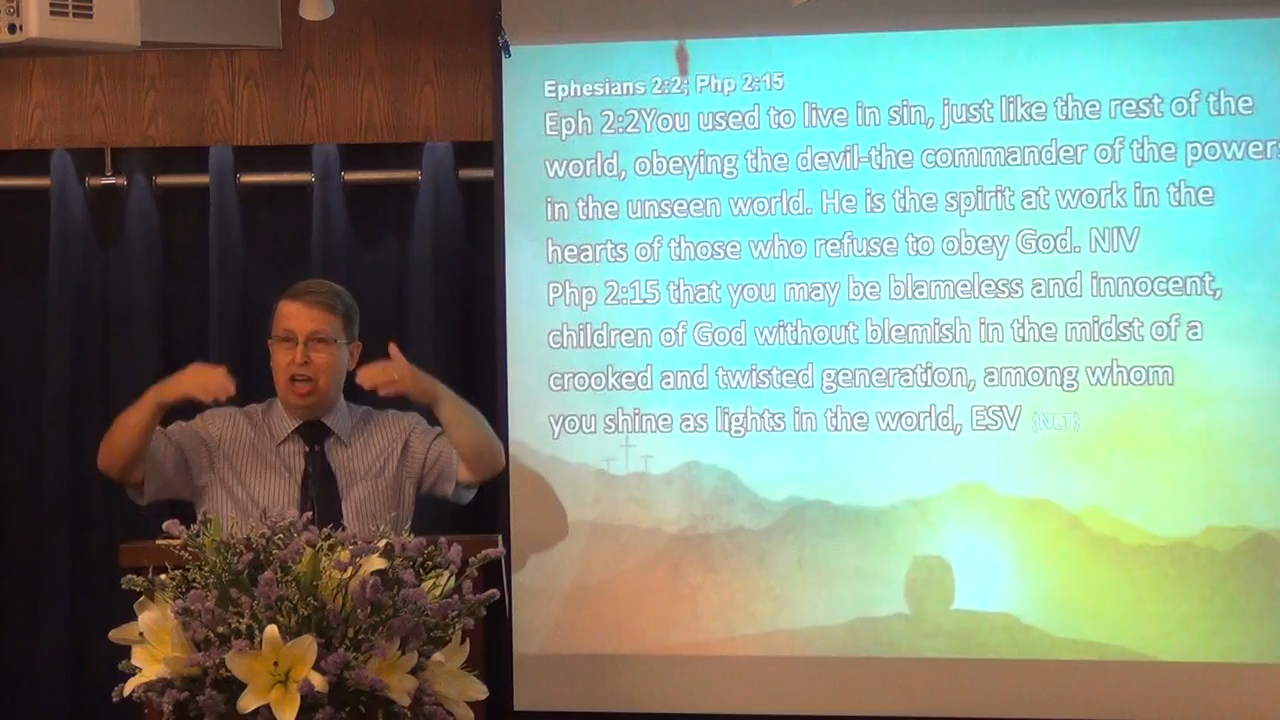 Ephesians 2:2; Php 2:15
Eph 2:2You used to live in sin, just like the rest of the
world, obeying the devil-the commander of the powers
in the unseen world. He is the spirit at work in the
hearts of those who refuse to obey God. NIV
Php 2:15 that you may be blameless and innocent,
children of God without blemish in the midst of a
crooked and twisted generation, among whom
you shine as lights in the world, ESV (NLT)